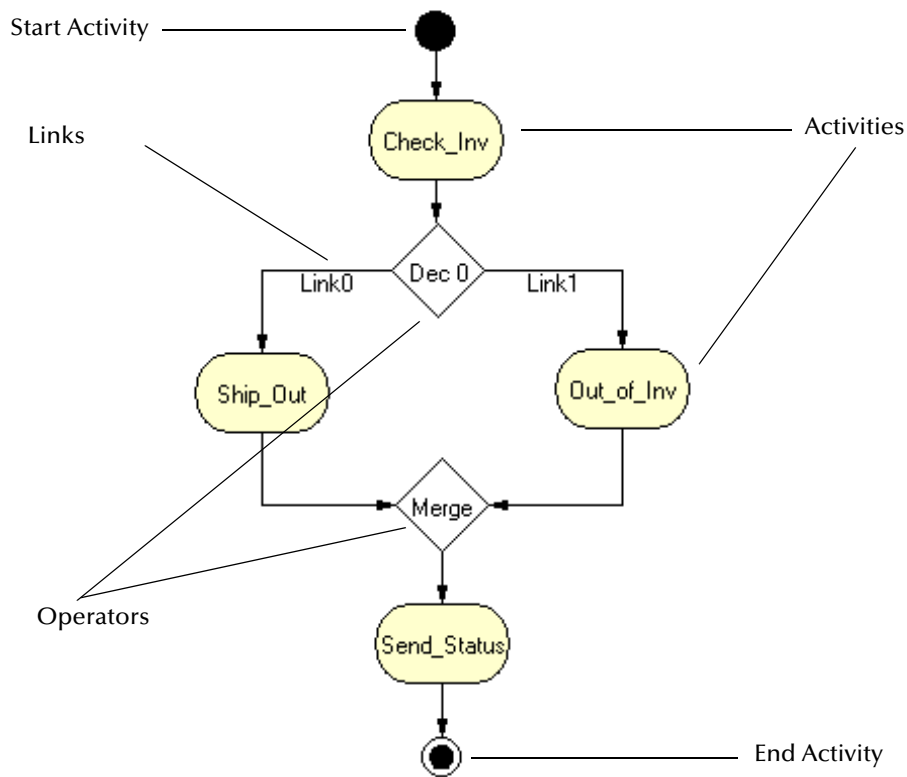 Start Activity
Check_Inv
Activities
Links
Dec 0
Link0
Link1
Ship_Out
Out_of_Inv
Merge
Operators
Send_Status
End Activity